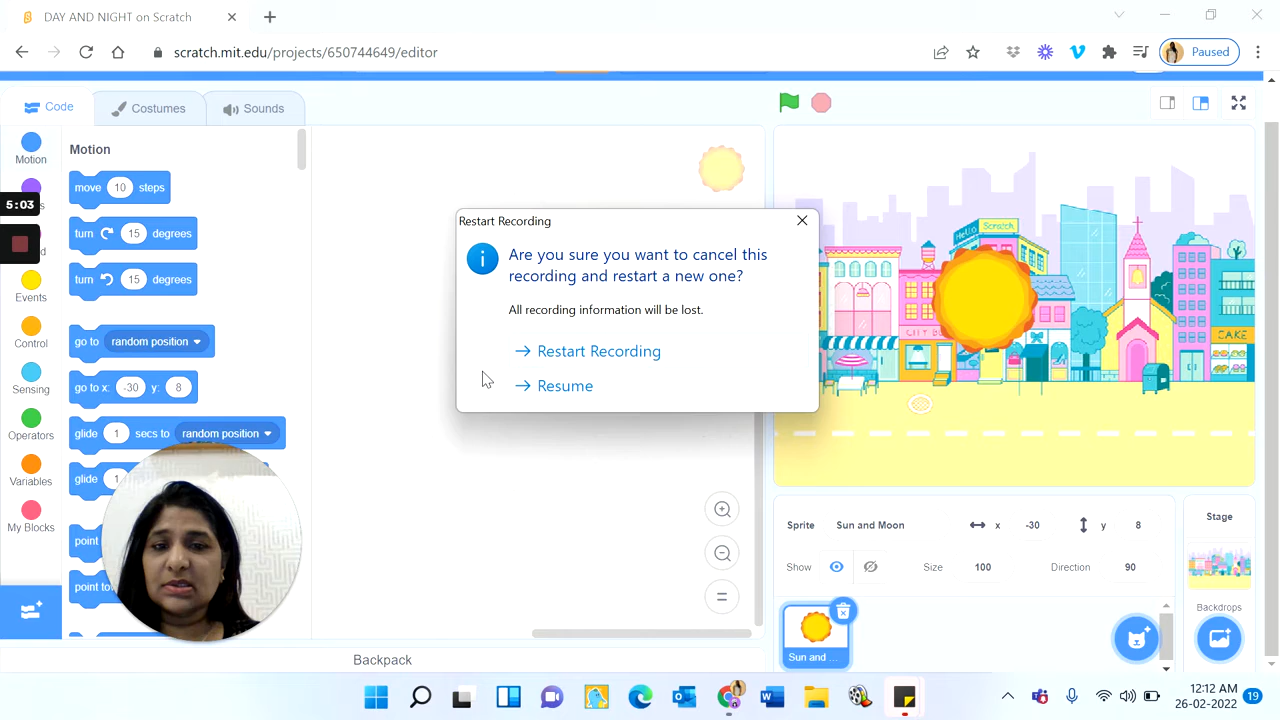 DAY AND NIGHT on Scratch
scratch.mit.edu/projects/650744649/editor
Paused
Code
Costumes
Sounds
Motion
Motion
move 10 steps
5:03
turn 15 degrees
Events
turn 15 degrees
Control
go to random position
Sensing
go to x: -30 y: 8
Operators
glide 1 secs to random position
Variables
glide 1
My Blocks
point
point to
Restart Recording
Are you sure you want to cancel this
recording and restart a new one?
All recording information will be lost.
Restart Recording
Resume
Hello Scratch
CAKE
Sprite Sun and Moon x -30 y 8
Show Size 100 Direction 90
Sun and ...
Stage
Backdrops
Backpack
12:12 AM
26-02-2022
19